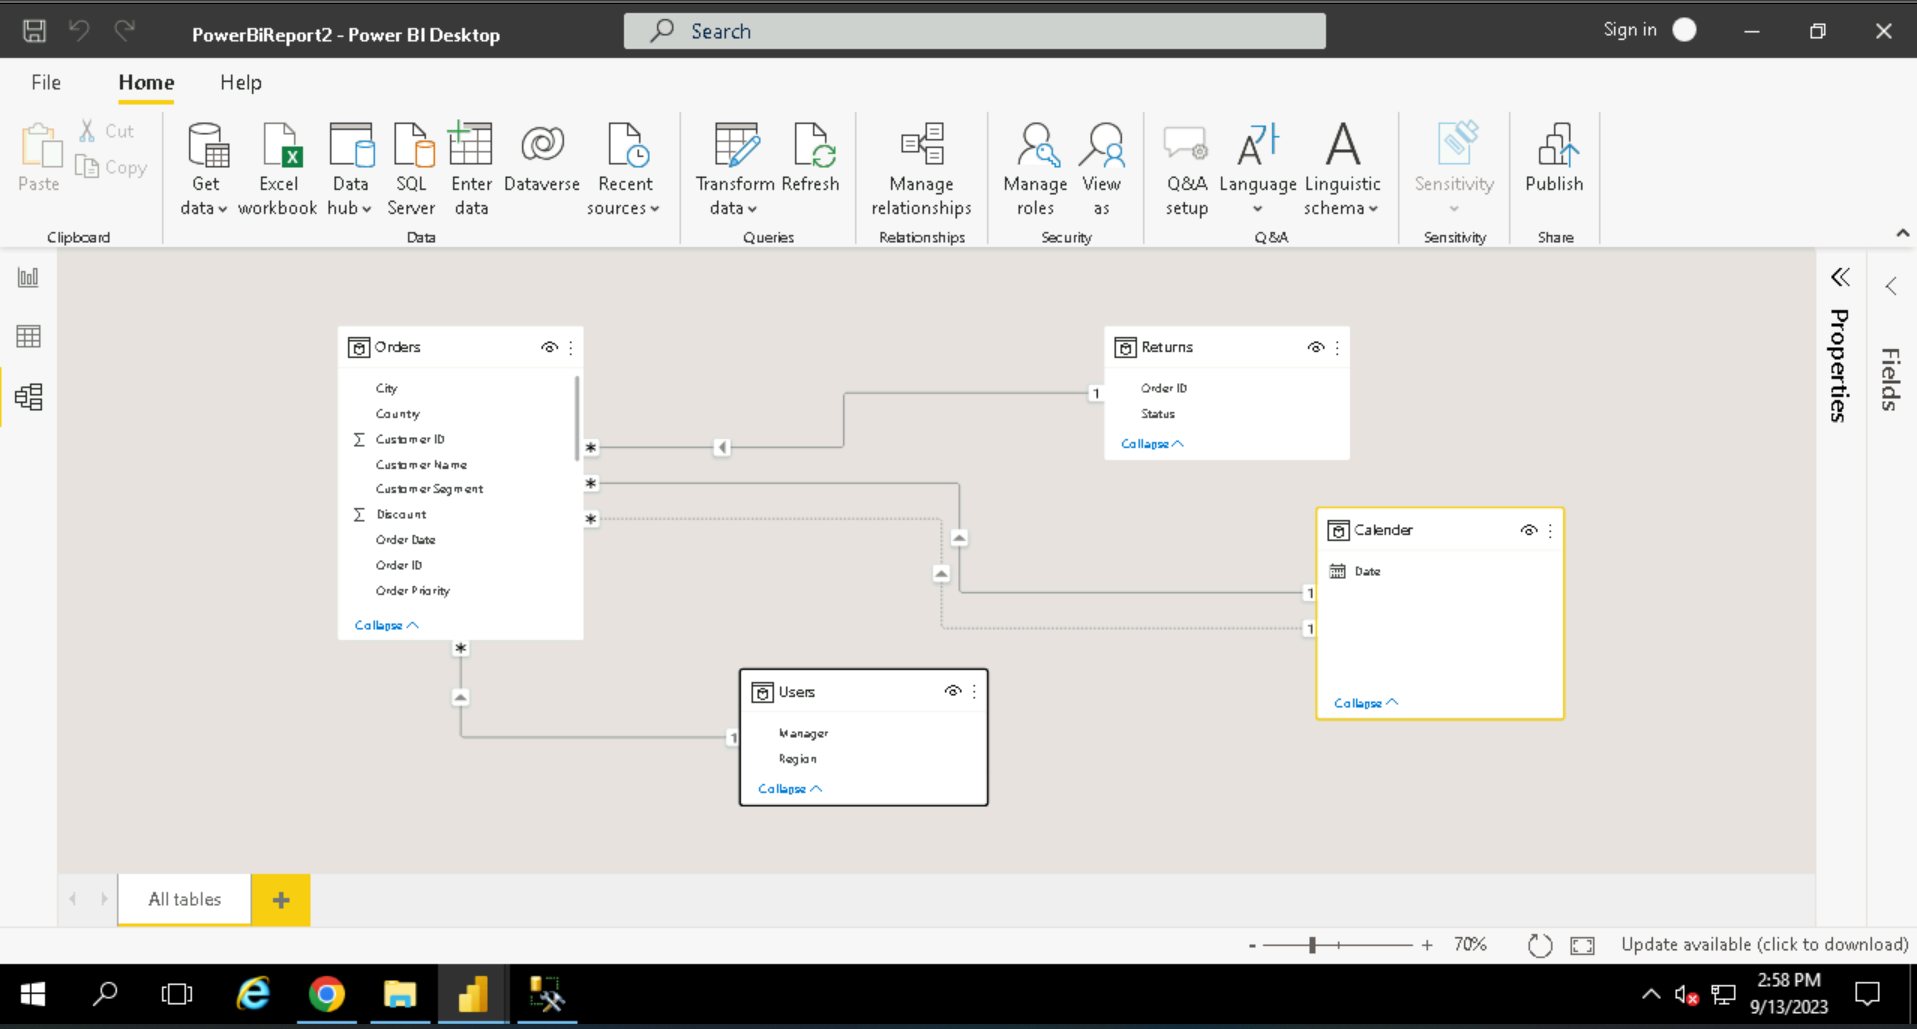 PowerBiReport2 - Power BI Desktop
Search
Sign in
File
Home
Help
Paste
Cut
Copy
Clipboard
Get data
Excel workbook
Data hub
SQL Server
Enter data
Dataverse
Recent sources
Data
Transform data
Refresh
Queries
Manage relationships
Relationships
Manage roles
View as
Security
Q&A setup
Language
Linguistic schema
Q&A
Sensitivity
Sensitivity
Publish
Share
Properties
Fields
Orders
City
Country
Σ Customer ID
Customer Name
Customer Segment
Σ Discount
Order Date
Order ID
Order Priority
Collapse
Returns
Order ID
Status
Collapse
*
1
*
*
1
1
Calender
Date
Collapse
*
1
Users
Manager
Region
Collapse
All tables
+
- + 70%
Update available (click to download)
2:58 PM
9/13/2023